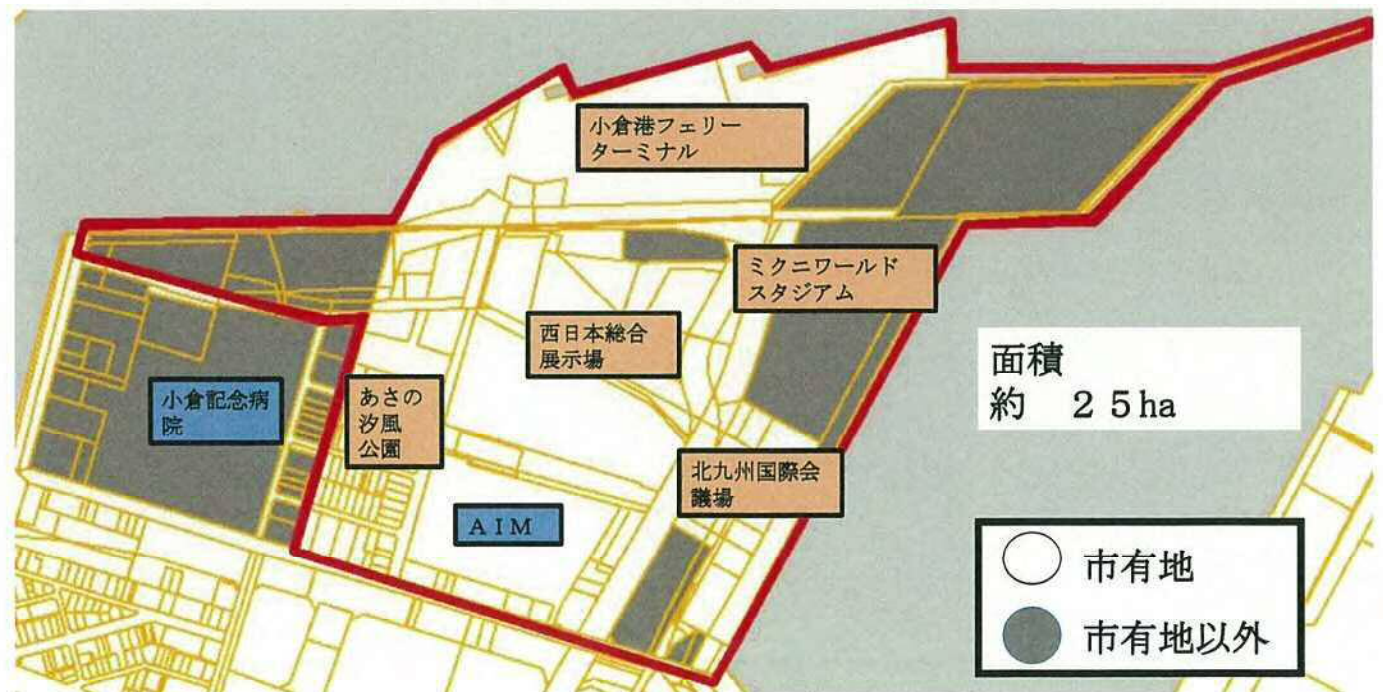 小倉港フェリー
ターミナル
ミクニワールド
スタジアム
西日本総合
展示場
面積
約 25ha
小倉記念病
院
あさの
汐風
公園
北九州国際会
議場
AIM
市有地
市有地以外